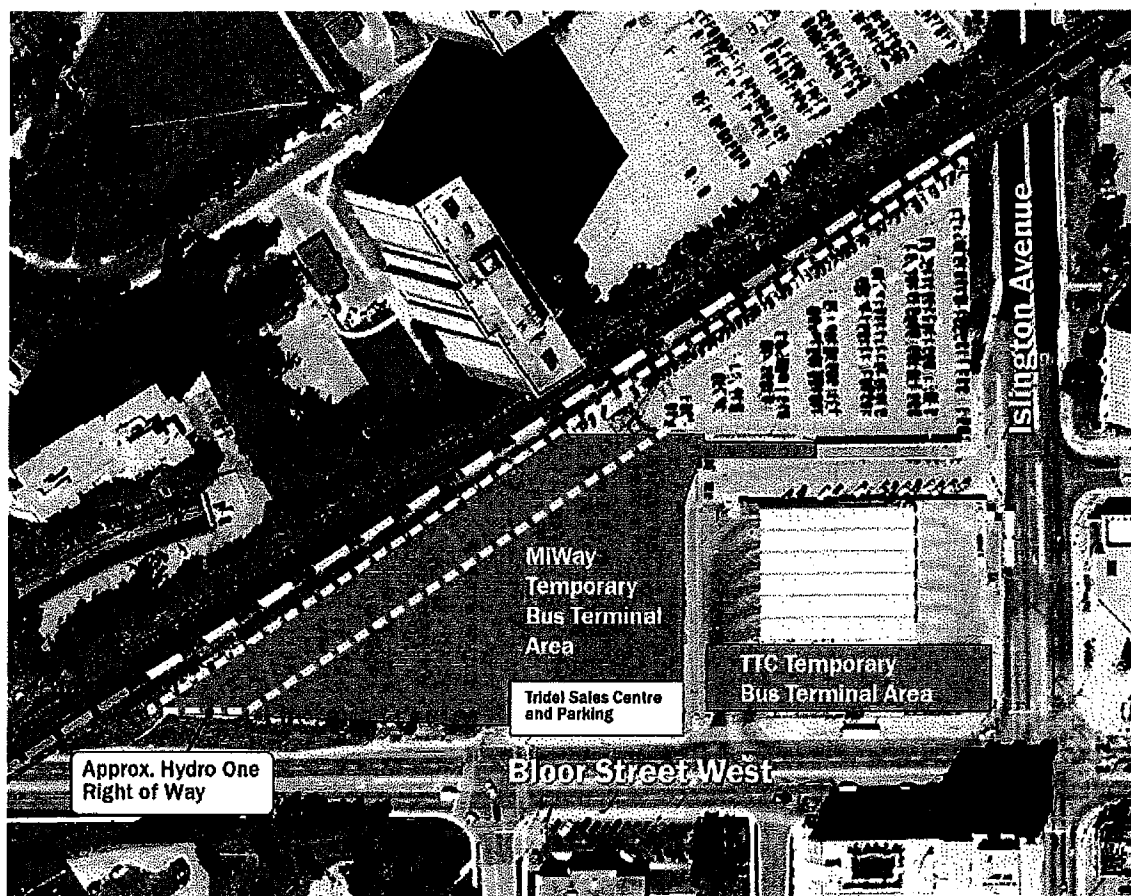 Islington Avenue
MiWay
Temporary
Bus Terminal
Area
TTC Temporary
Bus Terminal Area
Tridel Sales Centre
and Parking
Bloor Street West
Approx. Hydro One
Right of Way